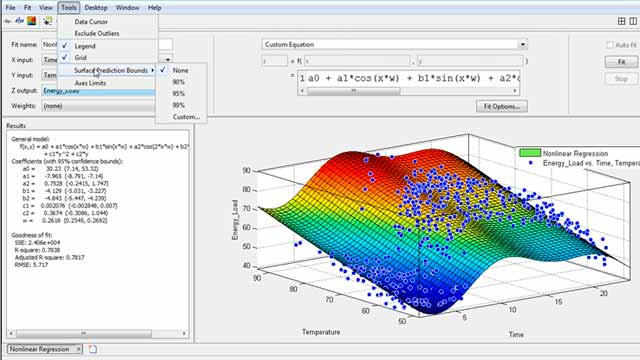 File Fit View Tools Desktop Window Help
Data Cursor
Exclude Outliers
Legend
Grid
Surface Prediction Bounds
Axes Limits
None
90%
95%
99%
Custom...
Fit name:
X input:
Y input:
Z output: Energy_Load
Weights: (none)
Custom Equation
= f( x , y )
= 1 a0 + a1*cos(x*w) + b1*sin(x*w) + a2*
Fit Options...
Auto fit
Fit
Stop
Results
General model:
f(x,y) = a0 + a1*cos(x*w) + b1*sin(x*w) + a2*cos(2*x*w) + b2*
+ c1*y^2 + c2*y
Coefficients (with 95% confidence bounds):
a0 = 30.23 (7.14, 53.32)
a1 = -7.965 (-8.791, -7.14)
a2 = 0.7528 (-0.2415, 1.747)
b1 = -4.129 (-5.031, -3.227)
b2 = -4.843 (-5.447, -4.239)
c1 = 0.002076 (-0.002848, 0.007)
c2 = 0.3674 (-0.3086, 1.044)
w = 0.2618 (0.2545, 0.2692)
Goodness of fit:
SSE: 2.406e+004
R-square: 0.7838
Adjusted R-square: 0.7817
RMSE: 5.717
Nonlinear Regression
Energy_Load vs. Time, Tempera
Energy_Load
90
80
70
60
50
40
90
80
70
60
50
Temperature
5
10
15
20
Time
Nonlinear Regression